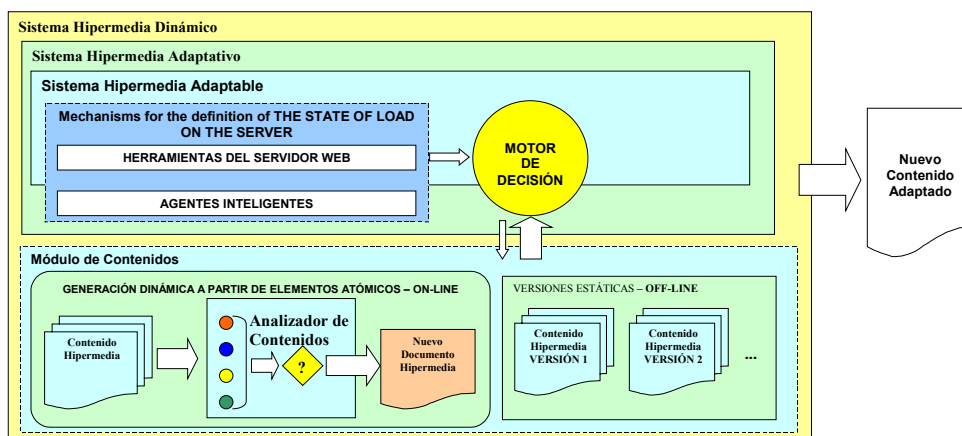 Sistema Hipermedia Dinámico
Sistema Hipermedia Adaptativo
Sistema Hipermedia Adaptable
Mechanisms for the definition of THE STATE OF LOAD
ON THE SERVER
HERRAMIENTAS DEL SERVIDOR WEB
AGENTES INTELIGENTES
MOTOR
DE
DECISIÓN
Nuevo
Contenido
Adaptado
Módulo de Contenidos
GENERACIÓN DINÁMICA A PARTIR DE ELEMENTOS ATÓMICOS – ON-LINE
Contenido
Hipermedia
Analizador de
Contenidos
?
Nuevo
Documento
Hipermedia
VERSIONES ESTÁTICAS – OFF-LINE
Contenido
Hipermedia
VERSIÓN 1
Contenido
Hipermedia
VERSIÓN 2
...